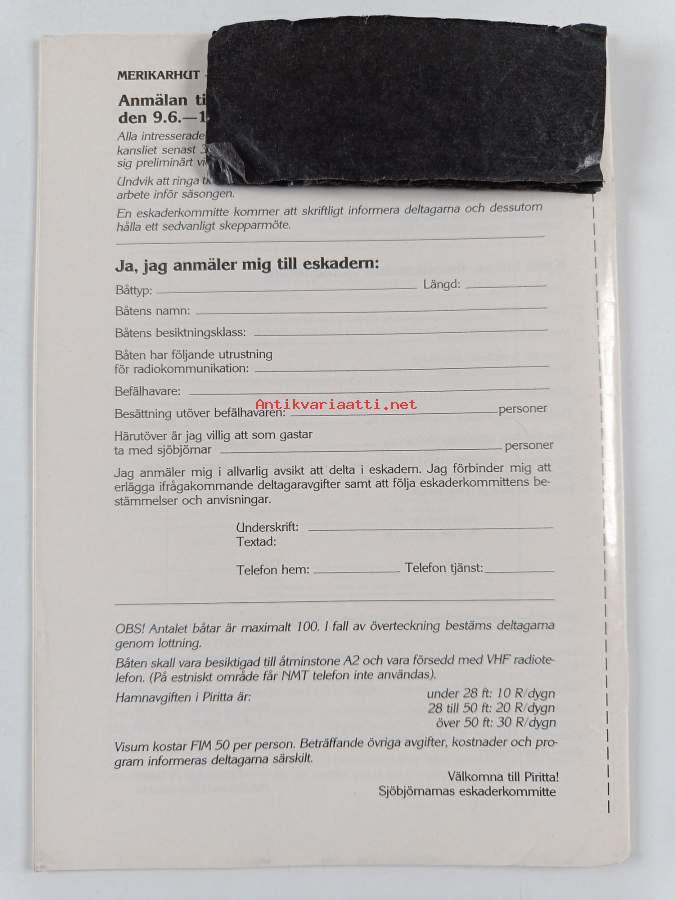 MERIKARHUT -
Anmälan ti
den 9.6.—1
Alla intresserade
kansliet senast 3
sig preliminärt vi
Undvik att ringa t
arbete inför säsongen.
En eskaderkommitte kommer att skriftligt informera deltagarna och dessutom
hålla ett sedvanligt skepparmöte.
Ja, jag anmäler mig till eskadern:
Båttyp: Längd:
Båtens namn:
Båtens besiktningsklass:
Båten har följande utrustning
för radiokommunikation:
Befälhavare:
Antikvariaatti.net
Besättning utöver befälhavaren: personer
Härutöver är jag villig att som gastar
ta med sjöbjörnar personer
Jag anmäler mig i allvarlig avsikt att delta i eskadern. Jag förbinder mig att
erlägga ifrågakommande deltagaravgifter samt att följa eskaderkommittens be-
stämmelser och anvisningar.
Underskrift:
Textad:
Telefon hem: Telefon tjänst:
OBS! Antalet båtar är maximalt 100. I fall av överteckning bestäms deltagarna
genom lottning.
Båten skall vara besiktigad till åtminstone A2 och vara försedd med VHF radiote-
lefon. (På estniskt område får NMT telefon inte användas).
Hamnavgiften i Piritta är: under 28 ft: 10 R/dygn
28 till 50 ft: 20 R/dygn
över 50 ft: 30 R/dygn
Visum kostar FIM 50 per person. Beträffande övriga avgifter, kostnader och pro-
gram informeras deltagarna särskilt.
Välkomna till Piritta!
Sjöbjörnarnas eskaderkommitte